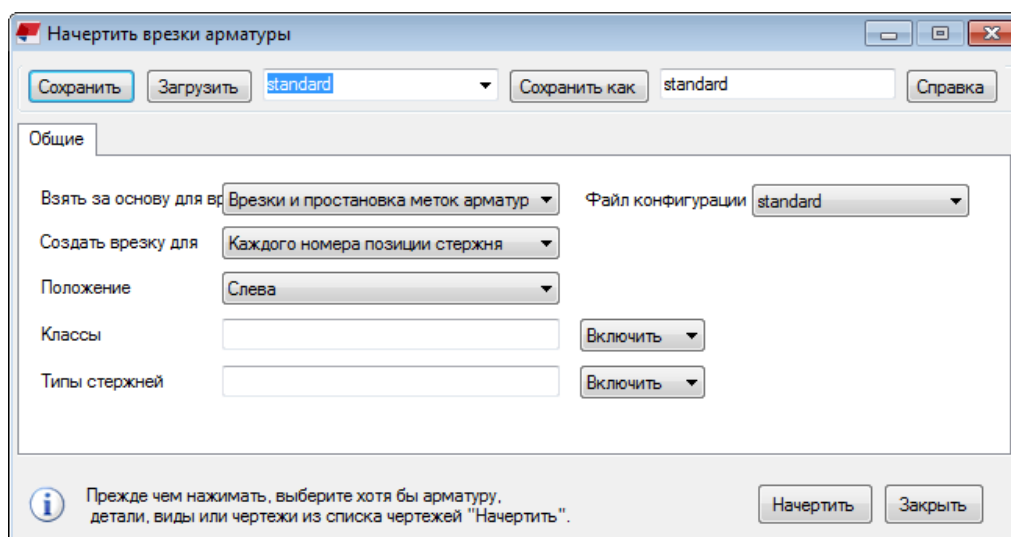 Начертить врезки арматуры
Сохранить Загрузить standard Сохранить как standard Справка
Общие
Взять за основу для вр Врезки и простановка меток арматур Файл конфигурации standard
Создать врезку для Каждого номера позиции стержня
Положение Слева
Классы Включить
Типы стержней Включить
Прежде чем нажимать, выберите хотя бы арматуру,
детали, виды или чертежи из списка чертежей "Начертить". Начертить Закрыть